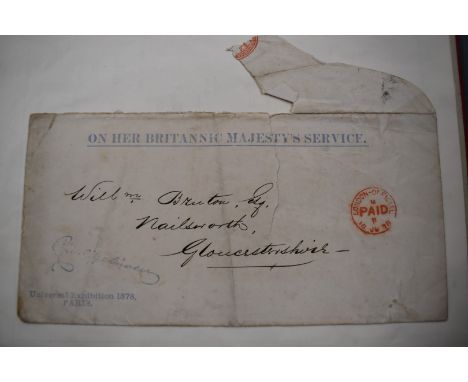 ON HER BRITANNIC MAJESTY'S SERVICE.
Willm Bruton, Esq.
Nailsworth,
Gloucestershire
PAID
Universal Exhibition 1878,
PARIS.